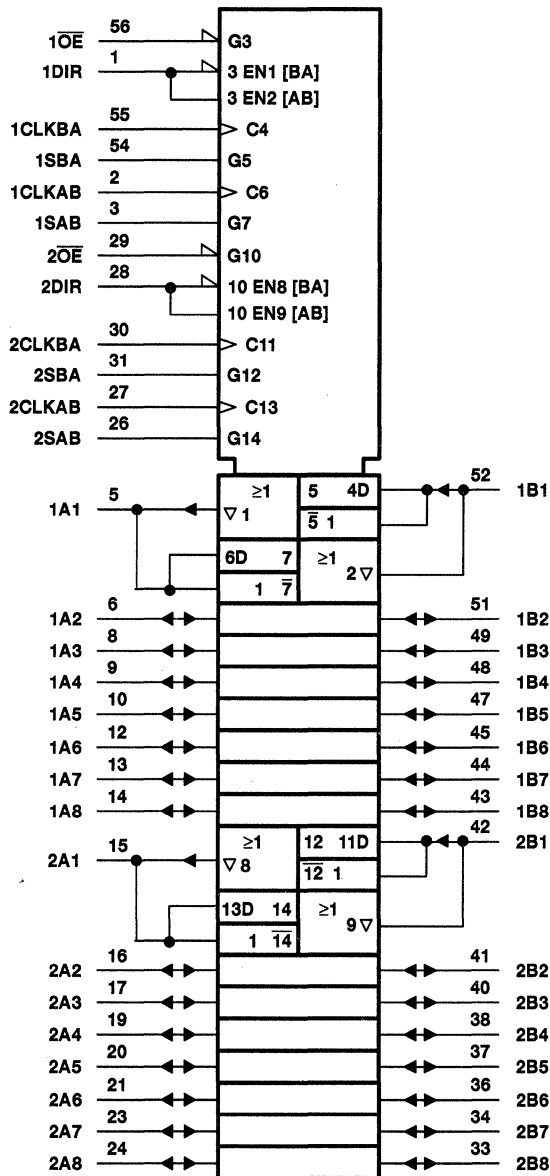 1O̅E̅ 56 G3
1DIR 1 3 EN1 [BA]
3 EN2 [AB]
1CLKBA 55 C4
1SBA 54 G5
1CLKAB 2 C6
1SAB 3 G7
2O̅E̅ 29 G10
2DIR 28 10 EN8 [BA]
10 EN9 [AB]
2CLKBA 30 C11
2SBA 31 G12
2CLKAB 27 C13
2SAB 26 G14
1A1 5 ≥1 ▽1 5 4D 52 1B1
5̅ 1
6D 7 ≥1
1 7̅ 2▽
1A2 6 51 1B2
1A3 8 49 1B3
1A4 9 48 1B4
1A5 10 47 1B5
1A6 12 45 1B6
1A7 13 44 1B7
1A8 14 43 1B8
2A1 15 ≥1 ▽8 12 11D 42 2B1
1̅2̅ 1
13D 14 ≥1
1 1̅4̅ 9▽
2A2 16 41 2B2
2A3 17 40 2B3
2A4 19 38 2B4
2A5 20 37 2B5
2A6 21 36 2B6
2A7 23 34 2B7
2A8 24 33 2B8